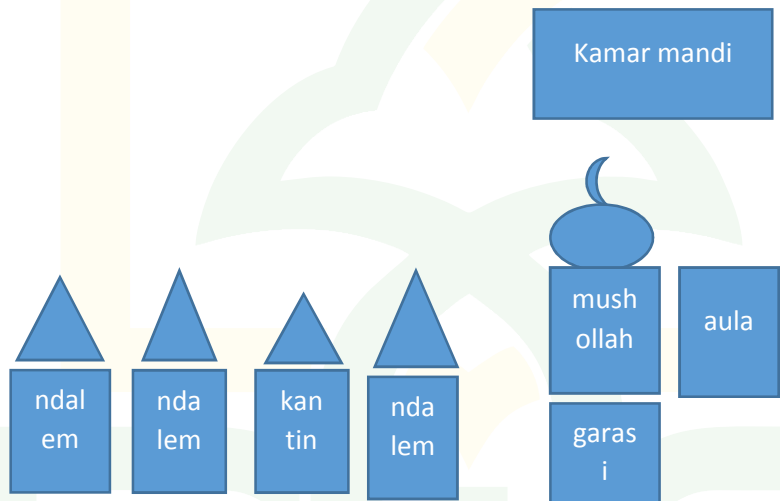 Kamar mandi
mush
ollah
aula
ndal
em
nda
lem
kan
tin
nda
lem
garas
i